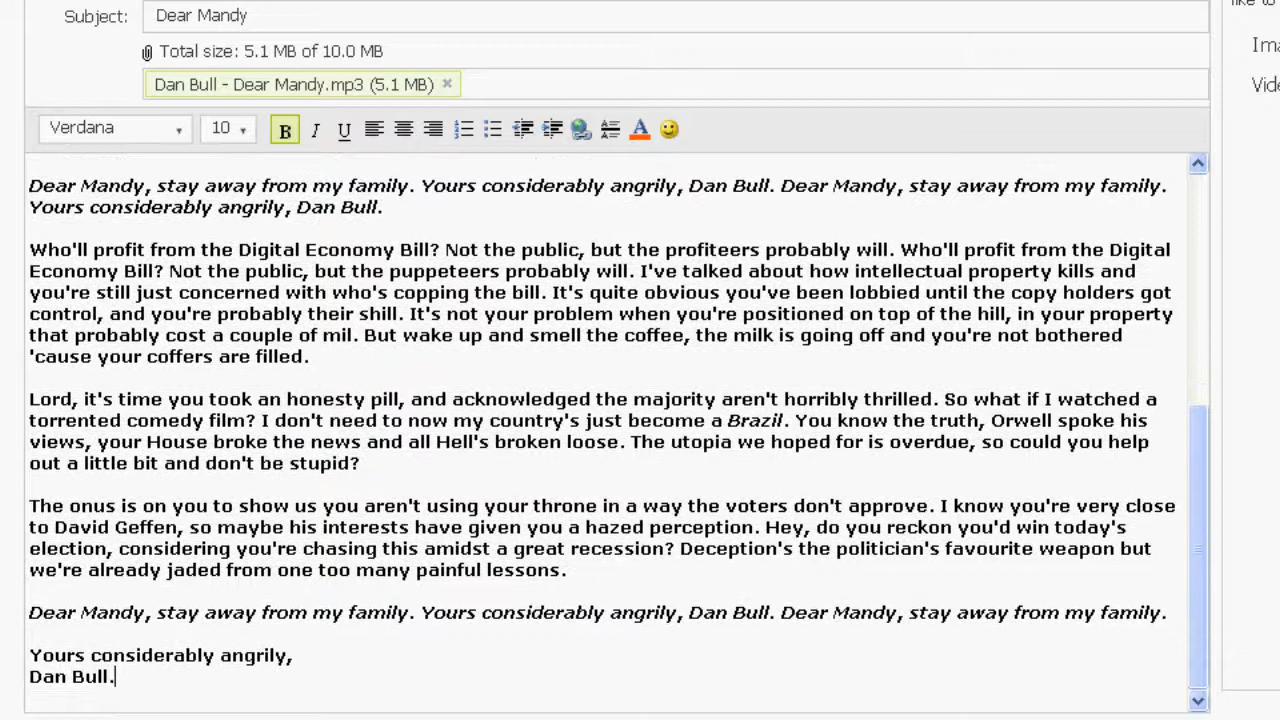 like to
Subject: Dear Mandy
Total size: 5.1 MB of 10.0 MB
Dan Bull - Dear Mandy.mp3 (5.1 MB) ×
Verdana 10 B I U A
Dear Mandy, stay away from my family. Yours considerably angrily, Dan Bull. Dear Mandy, stay away from my family.
Yours considerably angrily, Dan Bull.
Who'll profit from the Digital Economy Bill? Not the public, but the profiteers probably will. Who'll profit from the Digital
Economy Bill? Not the public, but the puppeteers probably will. I've talked about how intellectual property kills and
you're still just concerned with who's copping the bill. It's quite obvious you've been lobbied until the copy holders got
control, and you're probably their shill. It's not your problem when you're positioned on top of the hill, in your property
that probably cost a couple of mil. But wake up and smell the coffee, the milk is going off and you're not bothered
'cause your coffers are filled.
Lord, it's time you took an honesty pill, and acknowledged the majority aren't horribly thrilled. So what if I watched a
torrented comedy film? I don't need to now my country's just become a Brazil. You know the truth, Orwell spoke his
views, your House broke the news and all Hell's broken loose. The utopia we hoped for is overdue, so could you help
out a little bit and don't be stupid?
The onus is on you to show us you aren't using your throne in a way the voters don't approve. I know you're very close
to David Geffen, so maybe his interests have given you a hazed perception. Hey, do you reckon you'd win today's
election, considering you're chasing this amidst a great recession? Deception's the politician's favourite weapon but
we're already jaded from one too many painful lessons.
Dear Mandy, stay away from my family. Yours considerably angrily, Dan Bull. Dear Mandy, stay away from my family.
Yours considerably angrily,
Dan Bull.
Ima
Vide